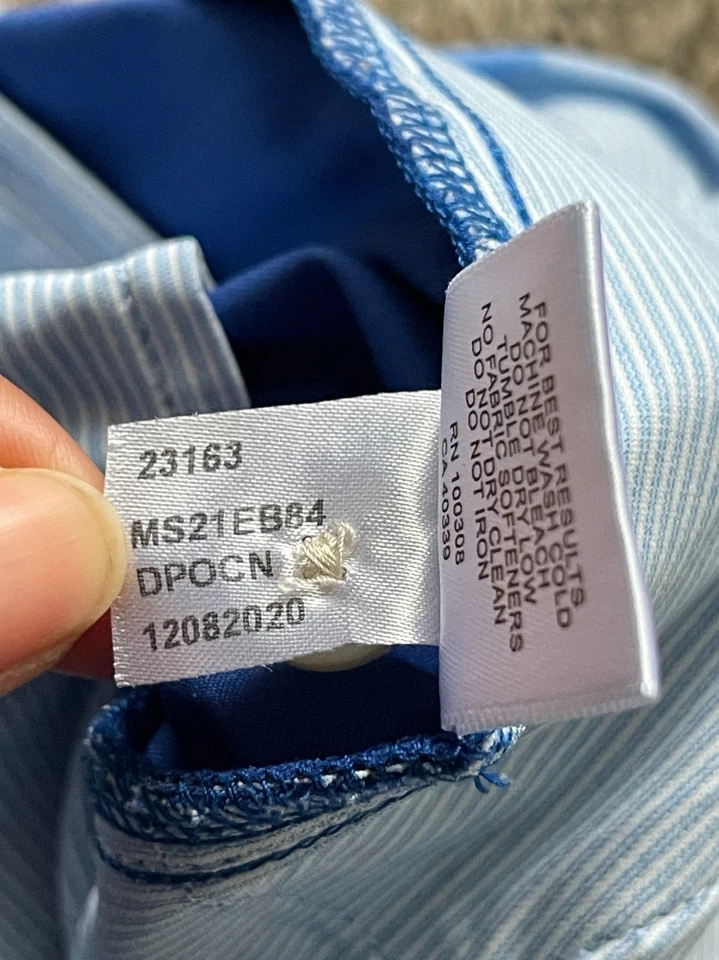 23163
MS21EB84
DPOCN
12082020
FOR BEST RESULTS
MACHINE WASH COLD
DO NOT BLEACH
TUMBLE DRY LOW
NO FABRIC SOFTENERS
DO NOT DRY CLEAN
DO NOT IRON
RN 100308
CA 40339